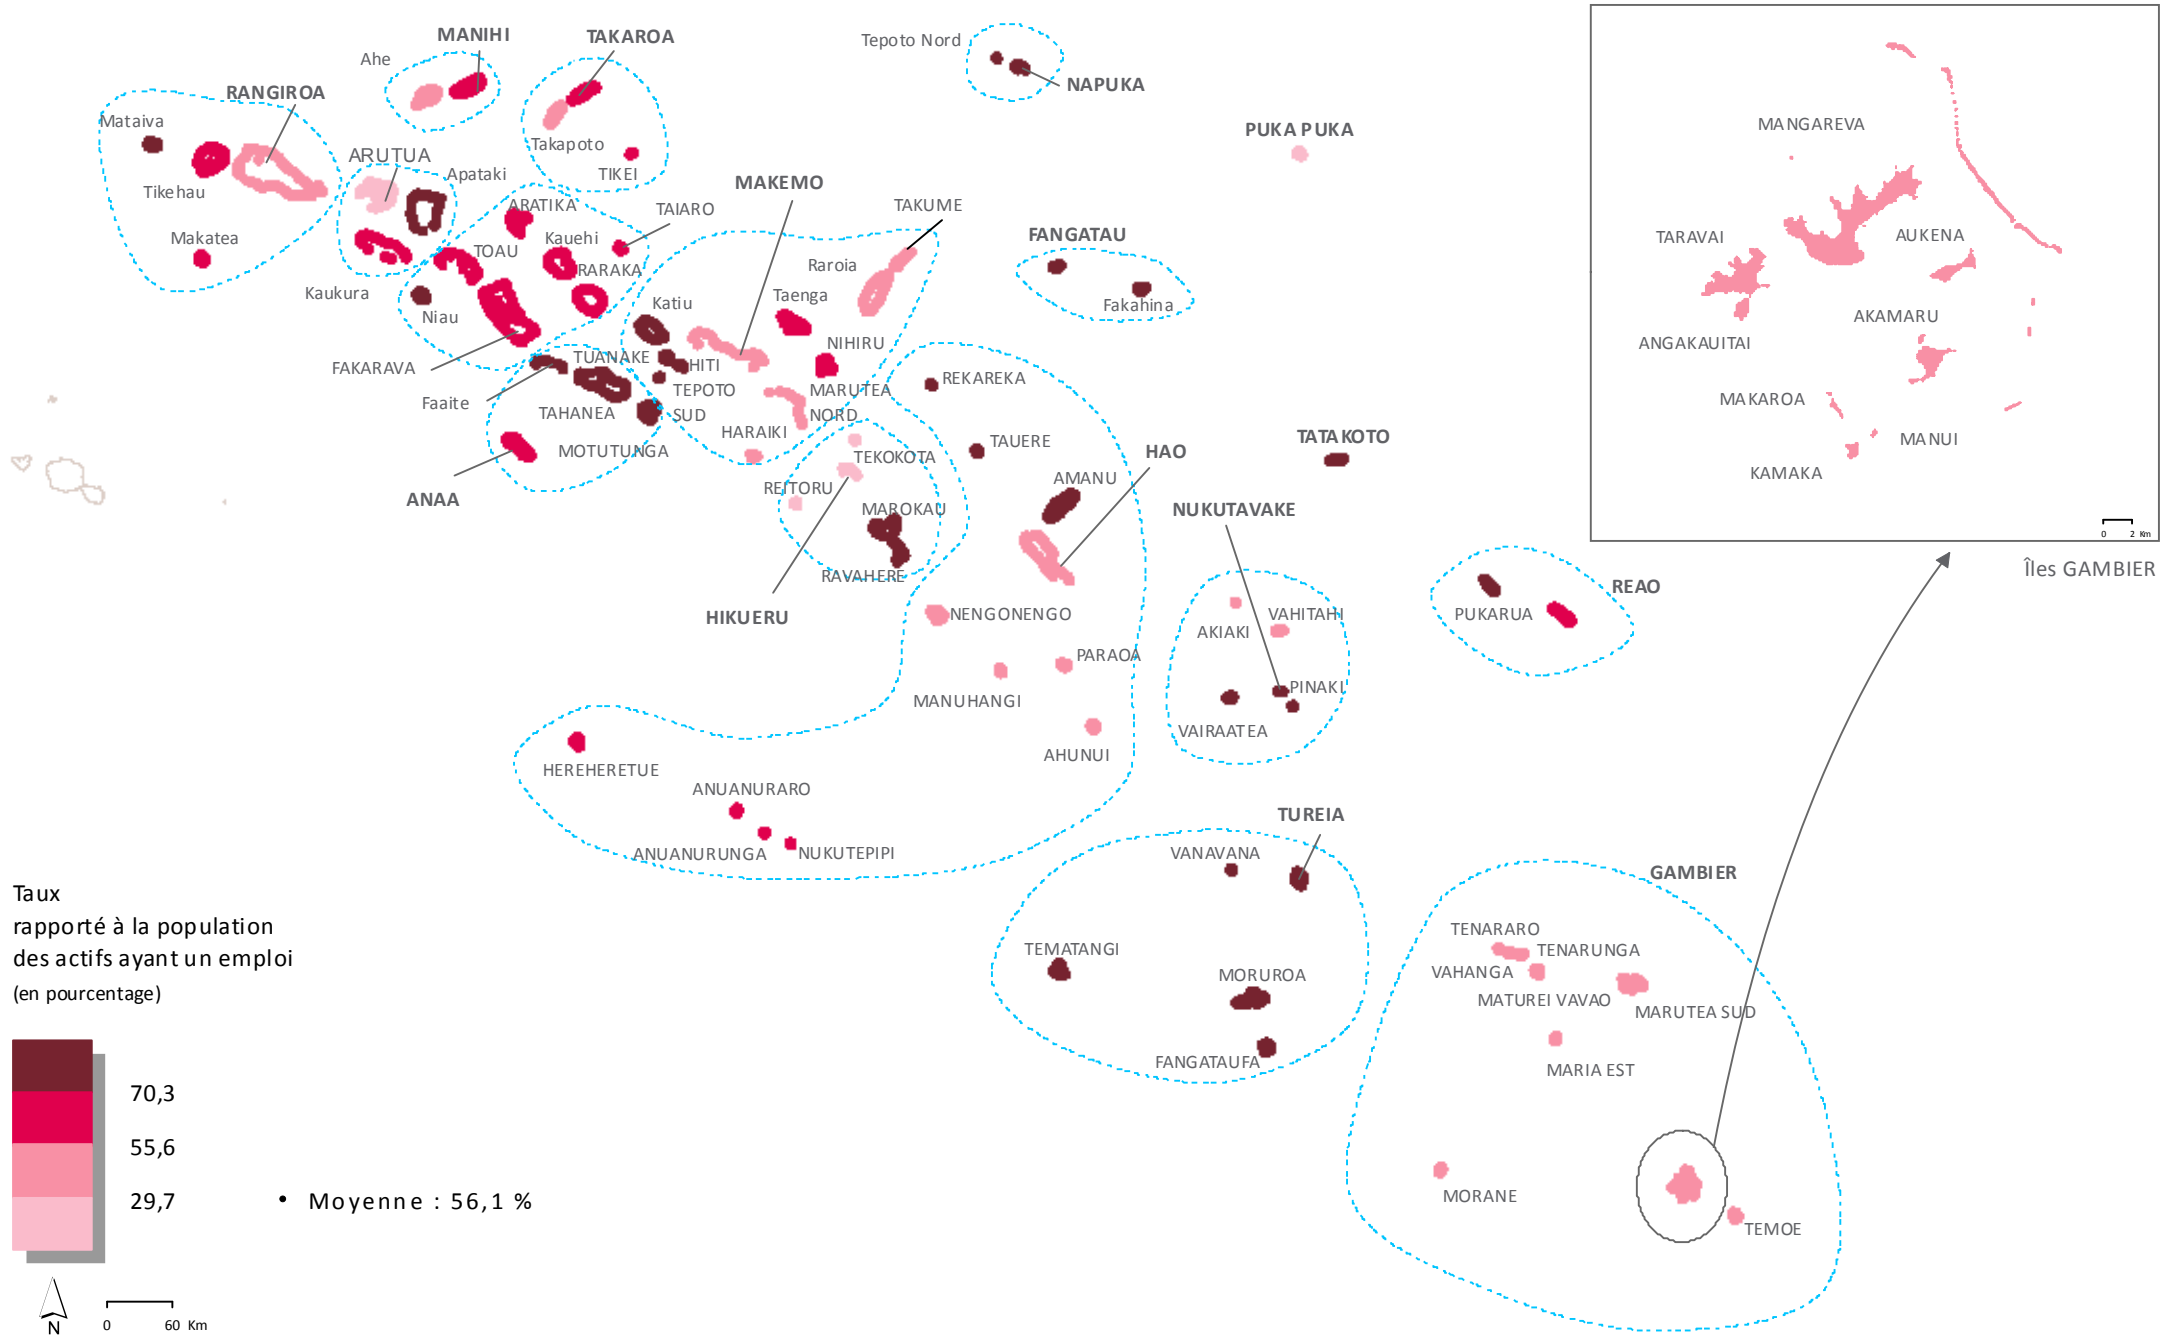 MANIHI
TAKAROA
Tepoto Nord
Ahe
NAPUKA
RANGIROA
Mataiva
PUKA PUKA
MANGAREVA
ARUTUA
Takapoto
Apataki
TIKEI
Tikehau
MAKEMO
ARATIKA
TAIARO
TAKUME
Makatea
Kauehi
FANGATAU
TARAVAI
AUKENA
TOAU
RARAKA
Raroia
Kaukura
Niau
Katiu
Taenga
Fakahina
AKAMARU
ANGAKAUITAI
FAKARAVA
TUANAKE
HITI
NIHIRU
Faaite
TEPOTO
SUD
MARUTEA
NORD
REKAREKA
MAKAROA
TAHANEA
HARAIKI
MOTUTUNGA
TEKOKOTA
TAUERE
HAO
TATAKOTO
MANUI
ANAA
REITORU
AMANU
KAMAKA
MAROKAU
NUKUTAVAKE
0 2 Km
RAVAHERE
Îles GAMBIER
HIKUERU
NENGONENGO
AKIAKI
VAHITAHI
PUKARUA
REAO
PARAOA
MANUHANGI
PINAKI
VAIRAATEA
AHUNUI
HEREHERETUE
ANUANURARO
ANUANURUNGA
NUKUTEPIPI
TUREIA
VANAVANA
GAMBIER
Taux
rapporté à la population
des actifs ayant un emploi
(en pourcentage)
TEMATANGI
MORUROA
FANGATAUFA
TENARARO
TENARUNGA
VAHANGA
MATUREI VAVAO
MARUTEA SUD
MARIA EST
MORANE
TEMOE
70,3
55,6
29,7
• Moyenne : 56,1 %
N
0 60 Km